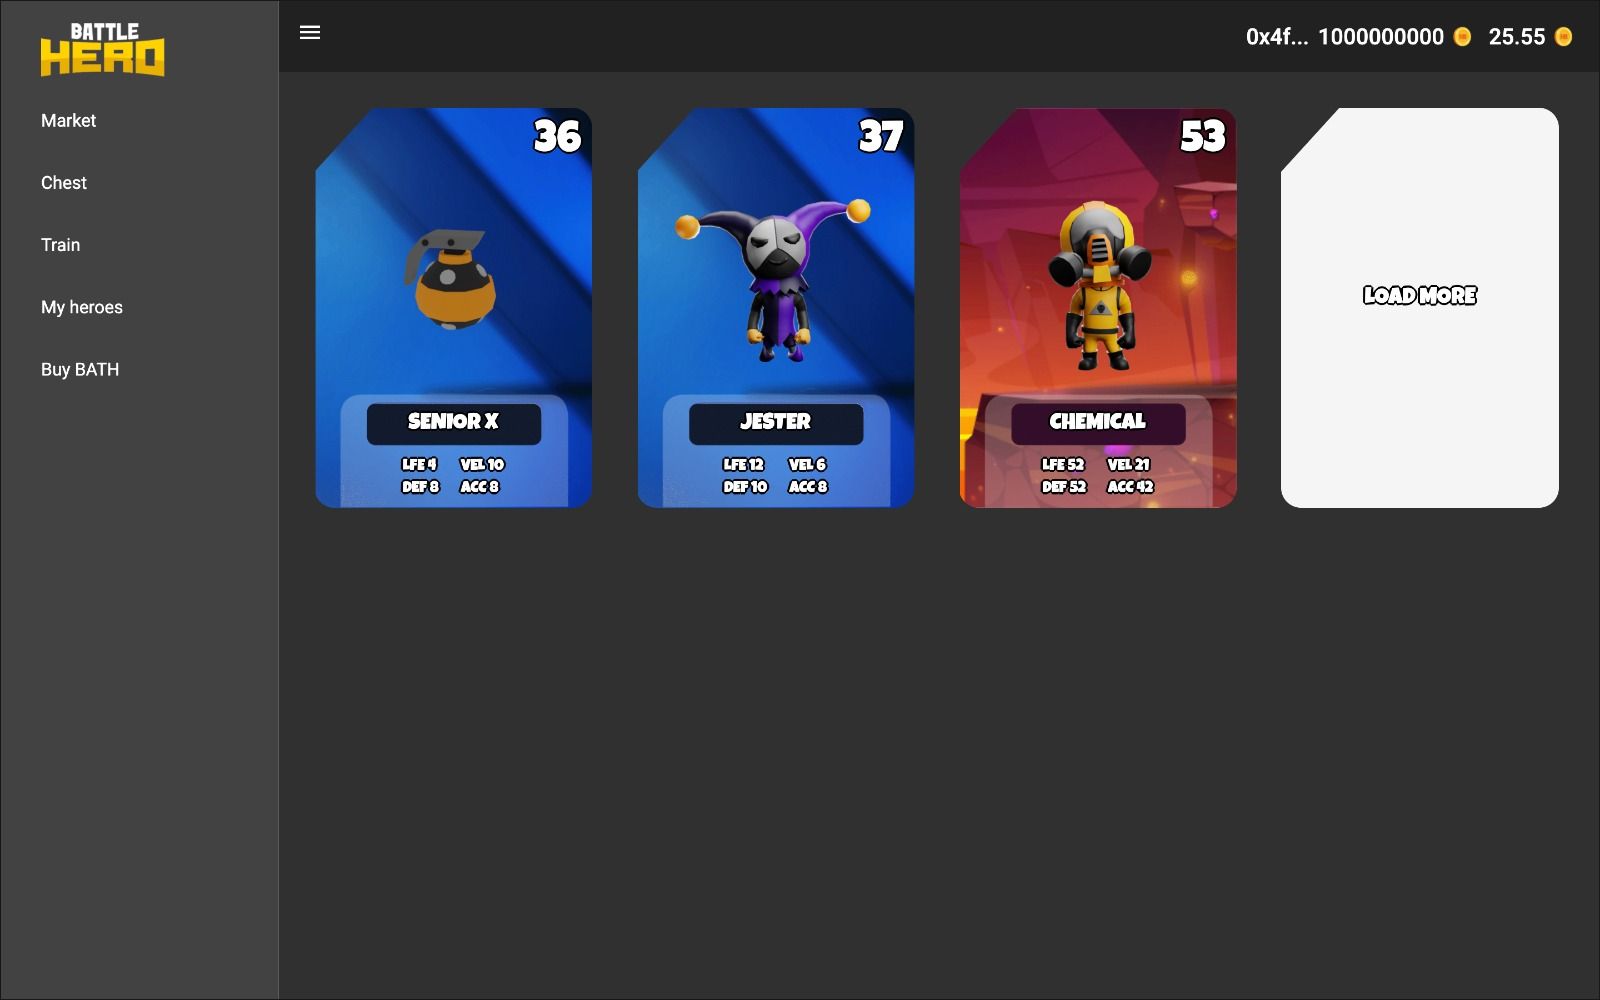 BATTLE
HERO
Market
Chest
Train
My heroes
Buy BATH
0x4f... 1000000000 25.55
36
SENIOR X
LFE 4 VEL 10
DEF 8 ACC 8
37
JESTER
LFE 12 VEL 6
DEF 10 ACC 8
53
CHEMICAL
LFE 52 VEL 21
DEF 52 ACC 42
LOAD MORE